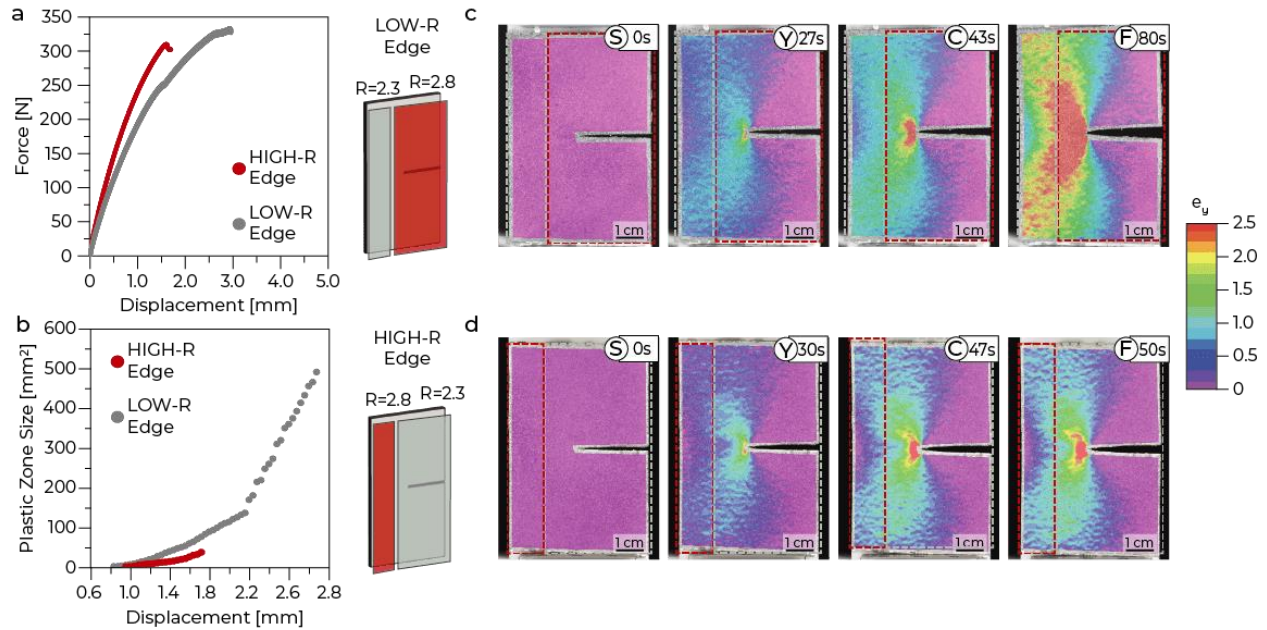 a
350
300
250
200
150
100
50
0
Force [N]
HIGH-R
Edge
LOW-R
Edge
0 1.0 2.0 3.0 4.0 5.0
Displacement [mm]
LOW-R
Edge
R=2.3 R=2.8
c
S 0s
Y 27s
C 43s
F 80s
1 cm
1 cm
1 cm
1 cm
b
600
500
400
300
200
100
0
Plastic Zone Size [mm²]
HIGH-R
Edge
LOW-R
Edge
0.6 1.0 1.4 1.8 2.2 2.6 2.8
Displacement [mm]
HIGH-R
Edge
R=2.8 R=2.3
d
S 0s
Y 30s
C 47s
F 50s
1 cm
1 cm
1 cm
1 cm
e y
2.5
2.0
1.5
1.0
0.5
0